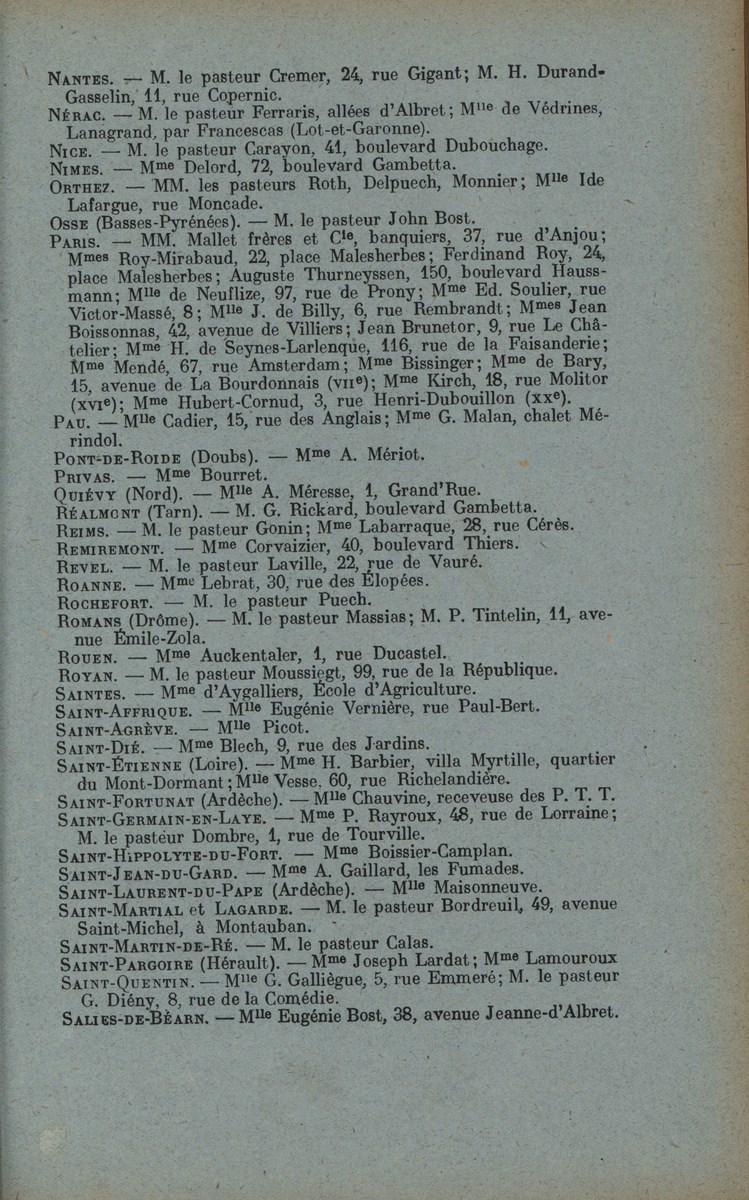 NANTES. — M. le pasteur Cremer, 24, rue Gigant; M. H. Durand-
Gasselin, 11, rue Copernic.
NÉRAC. — M. le pasteur Ferraris, allées d'Albret; Mlle de Védrines,
Lanagrand, par Francescas (Lot-et-Garonne).
NICE. — M. le pasteur Carayon, 41, boulevard Dubouchage.
NIMES. — Mme Delord, 72, boulevard Gambetta.
ORTHEZ. — MM. les pasteurs Roth, Delpuech, Monnier; Mlle Ide
Lafargue, rue Moncade.
OSSE (Basses-Pyrénées). — M. le pasteur John Bost.
PARIS. — MM. Mallet frères et Cie, banquiers, 37, rue d'Anjou;
Mmes Roy-Mirabaud, 22, place Malesherbes; Ferdinand Roy, 24,
place Malesherbes; Auguste Thurneyssen, 150, boulevard Hauss-
mann; Mlle de Neuflize, 97, rue de Prony; Mme Ed. Soulier, rue
Victor-Massé, 8; Mlle J. de Billy, 6, rue Rembrandt; Mmes Jean
Boissonnas, 42, avenue de Villiers; Jean Brunetor, 9, rue Le Châ-
telier; Mme H. de Seynes-Larlenque, 116, rue de la Faisanderie;
Mme Mendé, 67, rue Amsterdam; Mme Bissinger; Mme de Bary,
15, avenue de La Bourdonnais (VIIe); Mme Kirch, 18, rue Molitor
(XVIe); Mme Hubert-Cornud, 3, rue Henri-Dubouillon (XXe).
PAU. — Mlle Cadier, 15, rue des Anglais; Mme G. Malan, chalet Mé-
rindol.
PONT-DE-ROIDE (Doubs). — Mme A. Mériot.
PRIVAS. — Mme Bourret.
QUIÉVY (Nord). — Mlle A. Méresse, 1, Grand'Rue.
RÉALMONT (Tarn). — M. G. Rickard, boulevard Gambetta.
REIMS. — M. le pasteur Gonin; Mme Labarraque, 28, rue Cérès.
REMIREMONT. — Mme Corvaizier, 40, boulevard Thiers.
REVEL. — M. le pasteur Laville, 22, rue de Vauré.
ROANNE. — Mme Lebrat, 30, rue des Élopées.
ROCHEFORT. — M. le pasteur Puech.
ROMANS (Drôme). — M. le pasteur Massias; M. P. Tintelin, 11, ave-
nue Émile-Zola.
ROUEN. — Mme Auckentaler, 1, rue Ducastel.
ROYAN. — M. le pasteur Moussiegt, 99, rue de la République.
SAINTES. — Mme d'Aygalliers, École d'Agriculture.
SAINT-AFFRIQUE. — Mlle Eugénie Vernière, rue Paul-Bert.
SAINT-AGRÈVE. — Mlle Picot.
SAINT-DIÉ. — Mme Blech, 9, rue des Jardins.
SAINT-ÉTIENNE (Loire). — Mme H. Barbier, villa Myrtille, quartier
du Mont-Dormant; Mlle Vesse, 60, rue Richelandière.
SAINT-FORTUNAT (Ardèche). — Mlle Chauvine, receveuse des P. T. T.
SAINT-GERMAIN-EN-LAYE. — Mme P. Rayroux, 48, rue de Lorraine;
M. le pasteur Dombre, 1, rue de Tourville.
SAINT-HIPPOLYTE-DU-FORT. — Mme Boissier-Camplan.
SAINT-JEAN-DU-GARD. — Mme A. Gaillard, les Fumades.
SAINT-LAURENT-DU-PAPE (Ardèche). — Mlle Maisonneuve.
SAINT-MARTIAL et LAGARDE. — M. le pasteur Bordreuil, 49, avenue
Saint-Michel, à Montauban.
SAINT-MARTIN-DE-RÉ. — M. le pasteur Calas.
SAINT-PARGOIRE (Hérault). — Mme Joseph Lardat; Mme Lamouroux
SAINT-QUENTIN. — Mlle G. Galliègue, 5, rue Emmeré; M. le pasteur
G. Diény, 8, rue de la Comédie.
SALIES-DE-BÉARN. — Mlle Eugénie Bost, 38, avenue Jeanne-d'Albret.